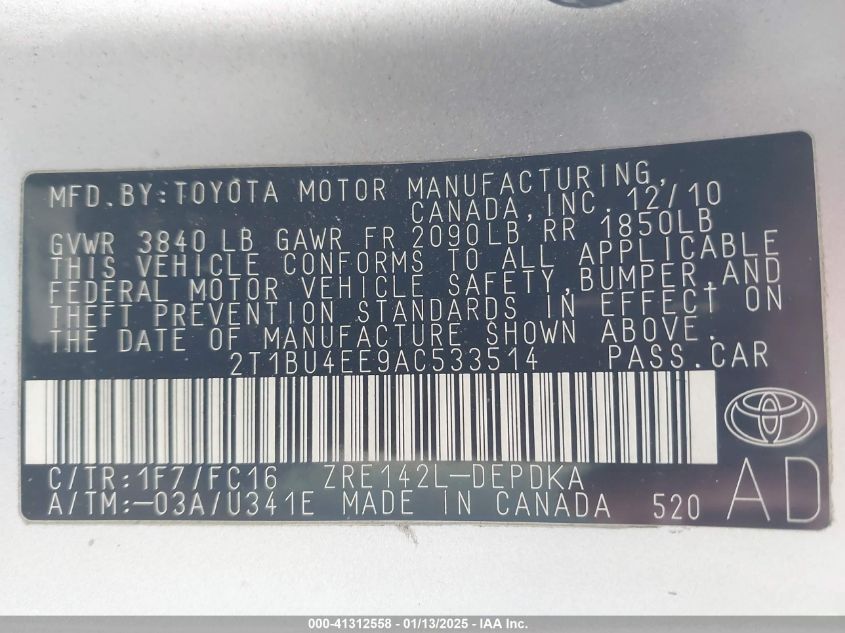 MFD. BY: TOYOTA MOTOR MANUFACTURING,
CANADA, INC. 12/10
GVWR 3840 LB GAWR FR 2090LB RR 1850LB
THIS VEHICLE CONFORMS TO ALL APPLICABLE
FEDERAL MOTOR VEHICLE SAFETY, BUMPER, AND
THEFT PREVENTION STANDARDS IN EFFECT ON
THE DATE OF MANUFACTURE SHOWN ABOVE.
2T1BU4EE9AC533514 PASS.CAR
C/TR:1F7/FC16 ZRE142L-DEPDKA
A/TM:-03A/U341E MADE IN CANADA 520 AD
000-41312558 - 01/13/2025 - IAA Inc.